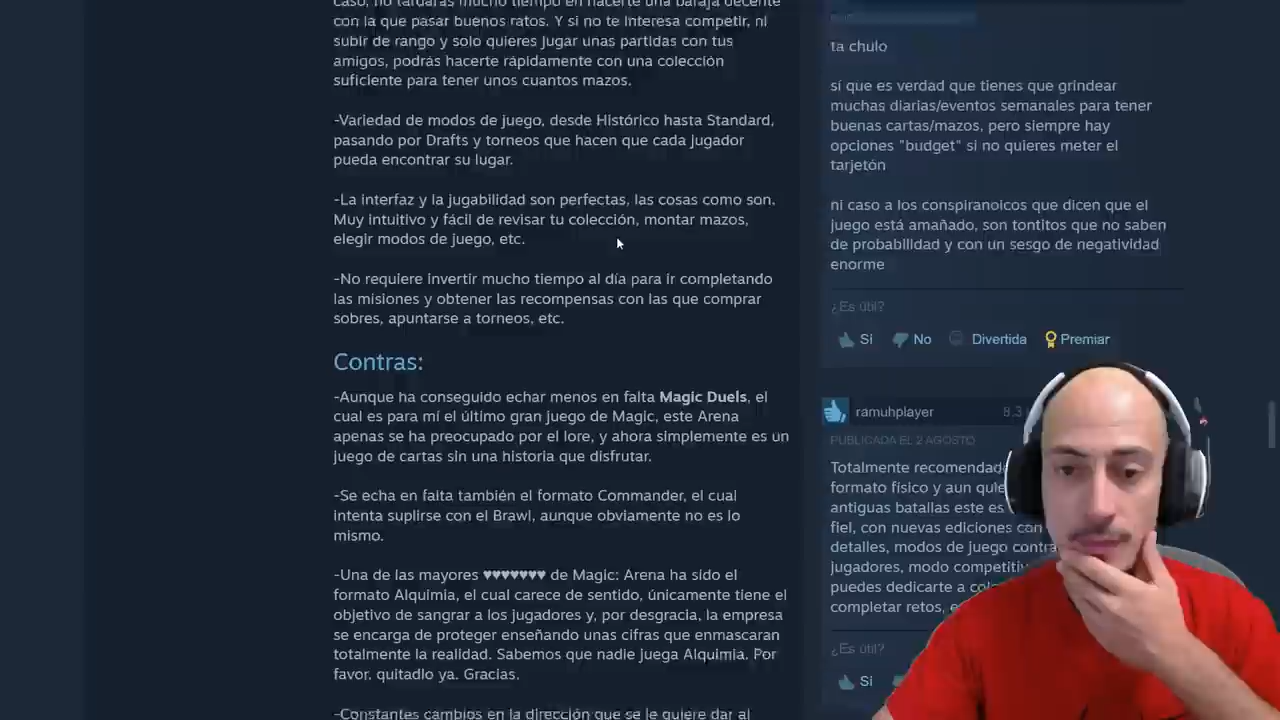 caso, no tardarás mucho tiempo en hacerte una baraja decente
con la que pasar buenos ratos. Y si no te interesa competir, ni
subir de rango y solo quieres jugar unas partidas con tus
amigos, podrás hacerte rápidamente con una colección
suficiente para tener unos cuantos mazos.
-Variedad de modos de juego, desde Histórico hasta Standard,
pasando por Drafts y torneos que hacen que cada jugador
pueda encontrar su lugar.
-La interfaz y la jugabilidad son perfectas, las cosas como son.
Muy intuitivo y fácil de revisar tu colección, montar mazos,
elegir modos de juego, etc.
-No requiere invertir mucho tiempo al día para ir completando
las misiones y obtener las recompensas con las que comprar
sobres, apuntarse a torneos, etc.
Contras:
-Aunque ha conseguido echar menos en falta Magic Duels, el
cual es para mí el último gran juego de Magic, este Arena
apenas se ha preocupado por el lore, y ahora simplemente es un
juego de cartas sin una historia que disfrutar.
-Se echa en falta también el formato Commander, el cual
intenta suplirse con el Brawl, aunque obviamente no es lo
mismo.
-Una de las mayores ♥♥♥♥♥♥♥ de Magic: Arena ha sido el
formato Alquimia, el cual carece de sentido, únicamente tiene el
objetivo de sangrar a los jugadores y, por desgracia, la empresa
se encarga de proteger enseñando unas cifras que enmascaran
totalmente la realidad. Sabemos que nadie juega Alquimia. Por
favor, quitadlo ya. Gracias.
-Constantes cambios en la dirección que se le quiere dar al
ta chulo
sí que es verdad que tienes que grindear
muchas diarias/eventos semanales para tener
buenas cartas/mazos, pero siempre hay
opciones "budget" si no quieres meter el
tarjetón
ni caso a los conspiranoicos que dicen que el
juego está amañado, son tontitos que no saben
de probabilidad y con un sesgo de negatividad
enorme
¿Es útil?
Sí No Divertida Premiar
ramuhplayer 8.3
PUBLICADA EL 2 AGOSTO
Totalmente recomendad
formato físico y aun
antiguas batallas este es
fiel, con nuevas ediciones con
detalles, modos de juego contra
jugadores, modo
puedes dedicarte a
completar retos,
¿Es útil?
Sí